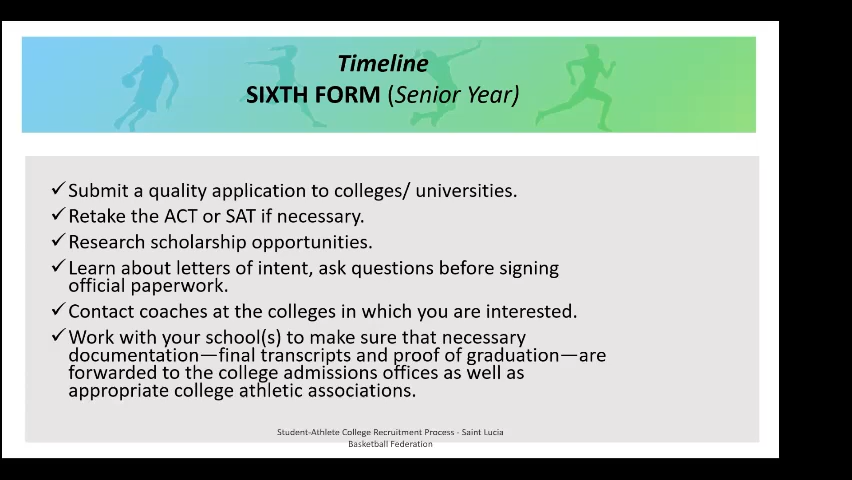 Timeline
SIXTH FORM (Senior Year)
✓Submit a quality application to colleges/ universities.
✓Retake the ACT or SAT if necessary.
✓Research scholarship opportunities.
✓Learn about letters of intent, ask questions before signing
official paperwork.
✓Contact coaches at the colleges in which you are interested.
✓Work with your school(s) to make sure that necessary
documentation—final transcripts and proof of graduation—are
forwarded to the college admissions offices as well as
appropriate college athletic associations.
Student-Athlete College Recruitment Process - Saint Lucia
Basketball Federation